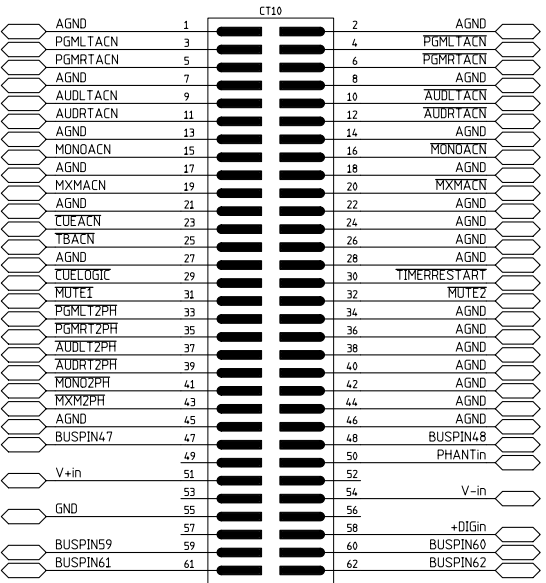 CT10
AGND 1 2 AGND
PGMLTACN 3 4 PGMLTACN
PGMRTACN 5 6 PGMRTACN
AGND 7 8 AGND
AUDLTACN 9 10 AUDLTACN
AUDRTACN 11 12 AUDRTACN
AGND 13 14 AGND
MONOACN 15 16 MONOACN
AGND 17 18 AGND
MXMACN 19 20 MXMACN
AGND 21 22 AGND
CUEACN 23 24 AGND
TBACN 25 26 AGND
AGND 27 28 AGND
CUELOGIC 29 30 TIMERRESTART
MUTE1 31 32 MUTE2
PGMLT2PH 33 34 AGND
PGMRT2PH 35 36 AGND
AUDLT2PH 37 38 AGND
AUDRT2PH 39 40 AGND
MONO2PH 41 42 AGND
MXM2PH 43 44 AGND
AGND 45 46 AGND
BUSPIN47 47 48 BUSPIN48
49 50 PHANTin
V+in 51 52
53 54 V-in
GND 55 56
57 58 +DIGin
BUSPIN59 59 60 BUSPIN60
BUSPIN61 61 62 BUSPIN62